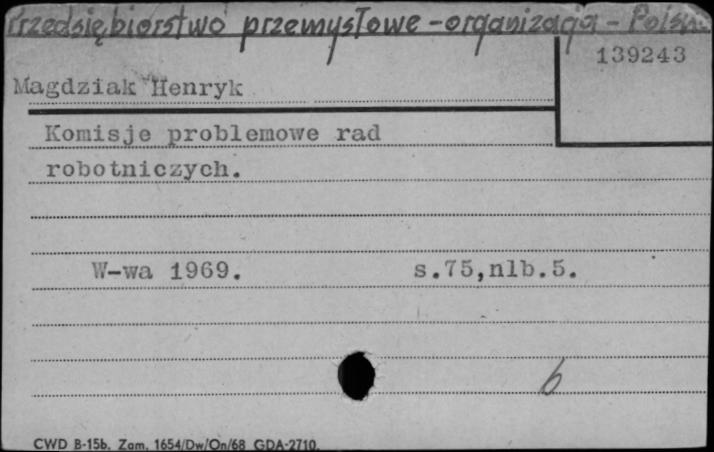 Przedsiębiorstwo przemysłowe - organizacja -
139243
Magdziak Henryk
Komisje problemowe rad
robotniczych.
W-wa 1969. s.75,nlb.5.
6
CWD B-15b. Zam. 1654/Dw/On/68 GDA-2710.